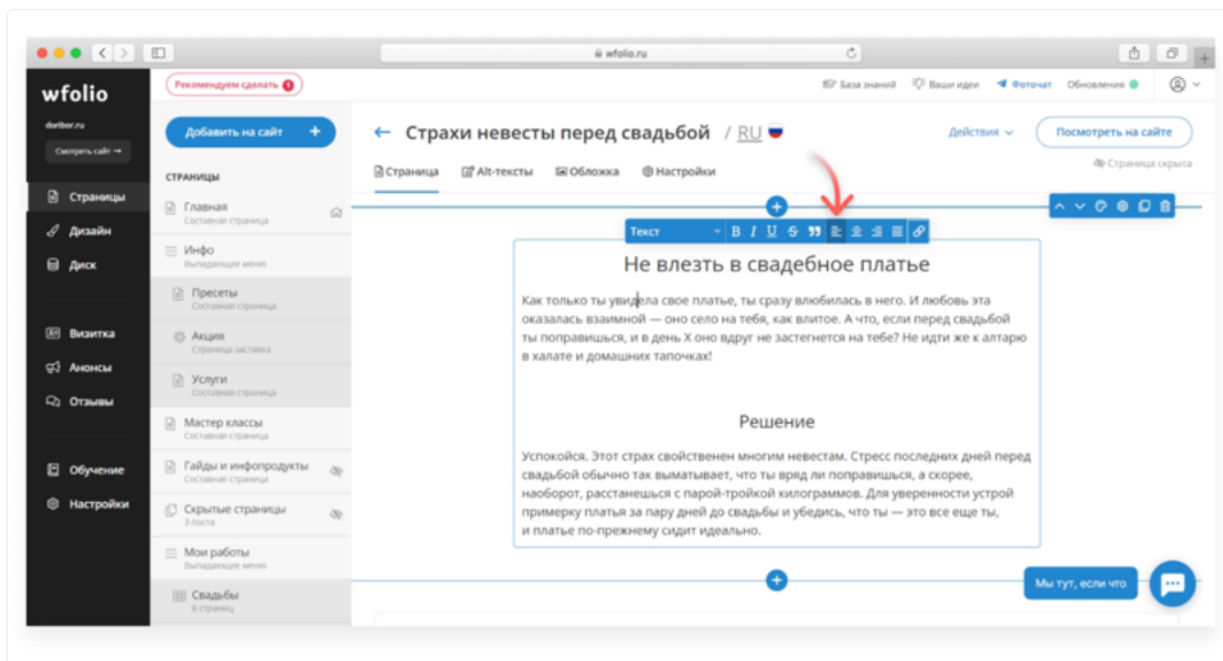 wfolio.ru
wfolio
doribor.ru
Смотреть сайт →
Страницы
Дизайн
Диск
Визитка
Анонсы
Отзывы
Обучение
Настройки
Рекомендуем сделать 1
База знаний Ваши идеи Фоточат Обновления
Добавить на сайт +
СТРАНИЦЫ
Главная
Составная страница
Инфо
Выпадающее меню
Пресеты
Составная страница
Акция
Страница-заставка
Услуги
Составная страница
Мастер классы
Составная страница
Гайды и инфопродукты
Составная страница
Скрытые страницы
3 поста
Мои работы
Выпадающее меню
Свадьбы
8 страниц
← Страхи невесты перед свадьбой / RU
Действия
Посмотреть на сайте
Страница Alt-тексты Обложка Настройки
Страница скрыта
Текст B I U S
Не влезть в свадебное платье
Как только ты увидела свое платье, ты сразу влюбилась в него. И любовь эта
оказалась взаимной — оно село на тебя, как влитое. А что, если перед свадьбой
ты поправишься, и в день X оно вдруг не застегнется на тебе? Не идти же к алтарю
в халате и домашних тапочках!
Решение
Успокойся. Этот страх свойственен многим невестам. Стресс последних дней перед
свадьбой обычно так выматывает, что ты вряд ли поправишься, а скорее,
наоборот, расстанешься с парой-тройкой килограммов. Для уверенности устрой
примерку платья за пару дней до свадьбы и убедись, что ты — это все еще ты,
и платье по-прежнему сидит идеально.
Мы тут, если что